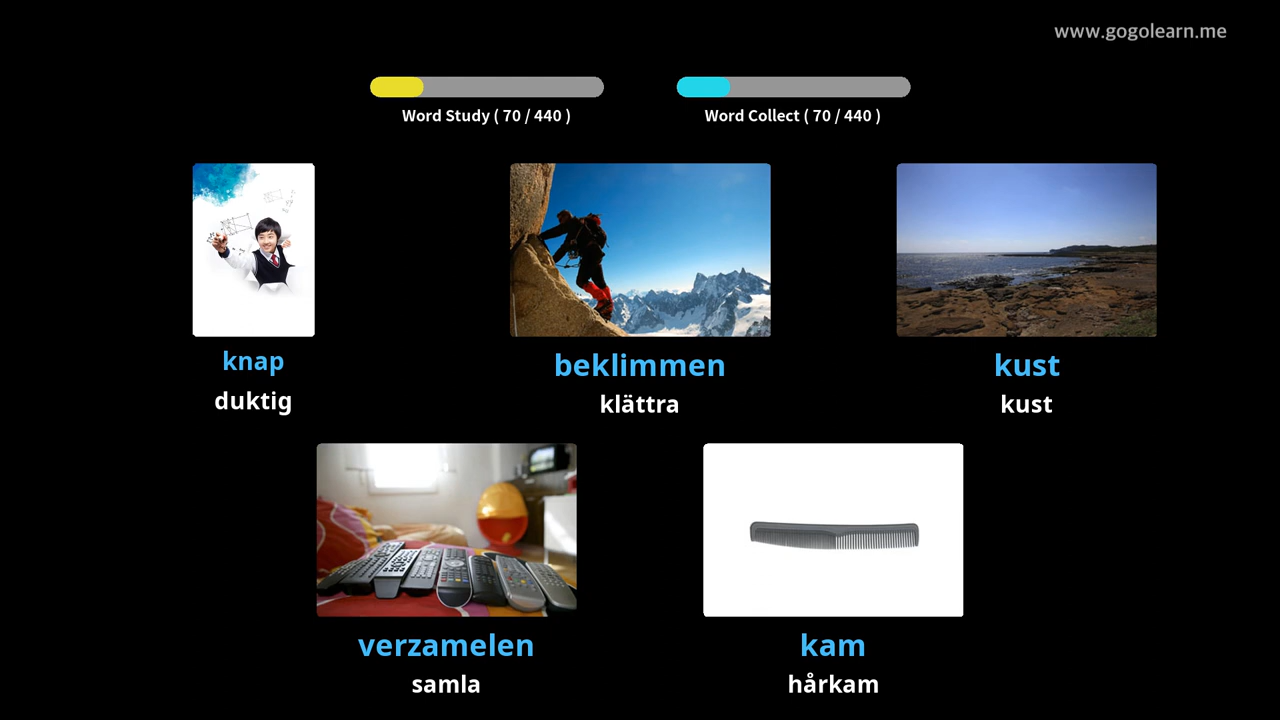 www.gogolearn.me
Word Study ( 70 / 440 )
Word Collect ( 70 / 440 )
knap
duktig
beklimmen
klättra
kust
kust
verzamelen
samla
kam
hårkam